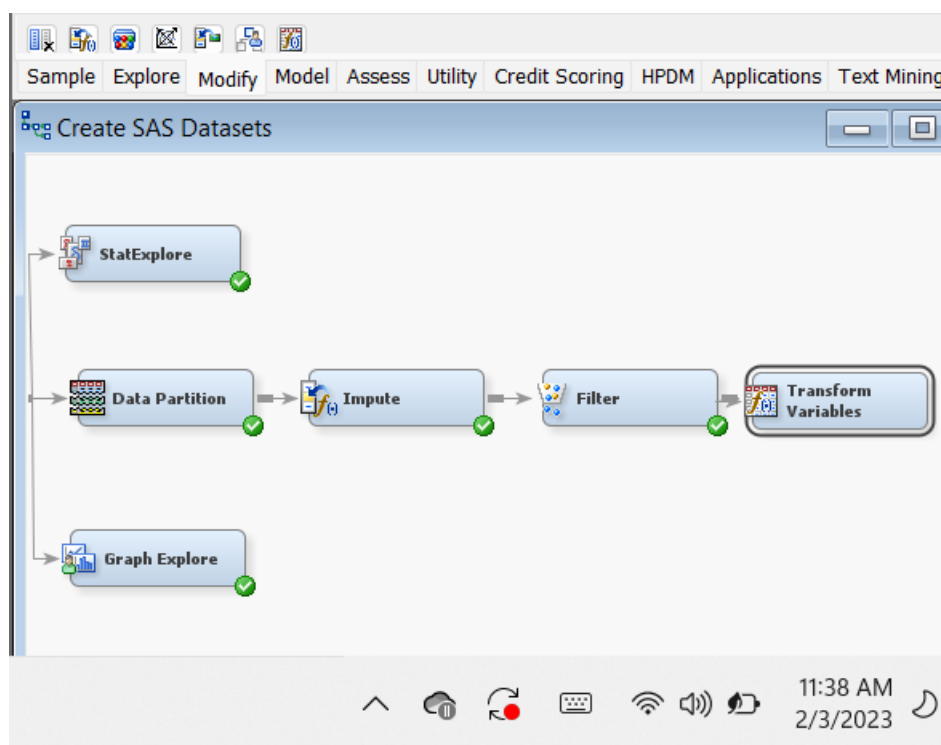 Sample Explore Modify Model Assess Utility Credit Scoring HPDM Applications Text Mining
Create SAS Datasets
StatExplore
Data Partition
Impute
Filter
Transform
Variables
Graph Explore
11:38 AM
2/3/2023